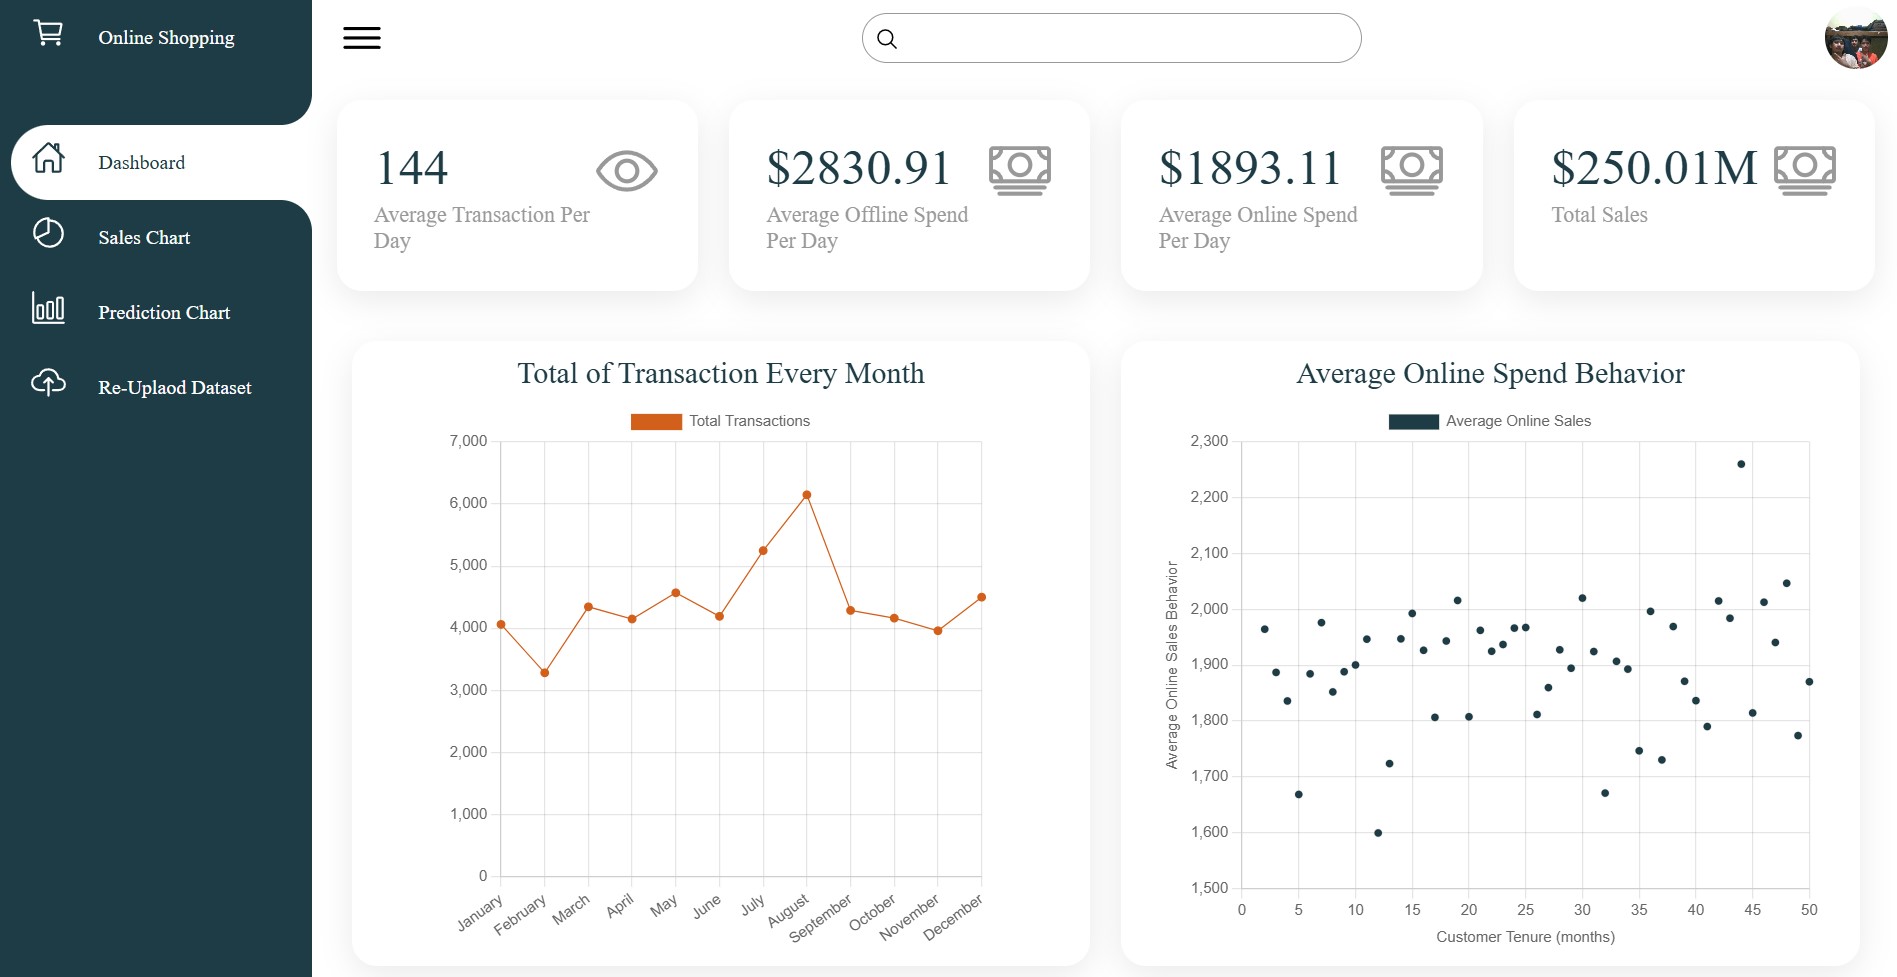 Online Shopping
Dashboard
Sales Chart
Prediction Chart
Re-Uplaod Dataset
144
Average Transaction Per
Day
$2830.91
Average Offline Spend
Per Day
$1893.11
Average Online Spend
Per Day
$250.01M
Total Sales
Total of Transaction Every Month
Total Transactions
7,000
6,000
5,000
4,000
3,000
2,000
1,000
0
January
February
March
April
May
June
July
August
September
October
November
December
Average Online Spend Behavior
Average Online Sales
Average Online Sales Behavior
2,300
2,200
2,100
2,000
1,900
1,800
1,700
1,600
1,500
0 5 10 15 20 25 30 35 40 45 50
Customer Tenure (months)